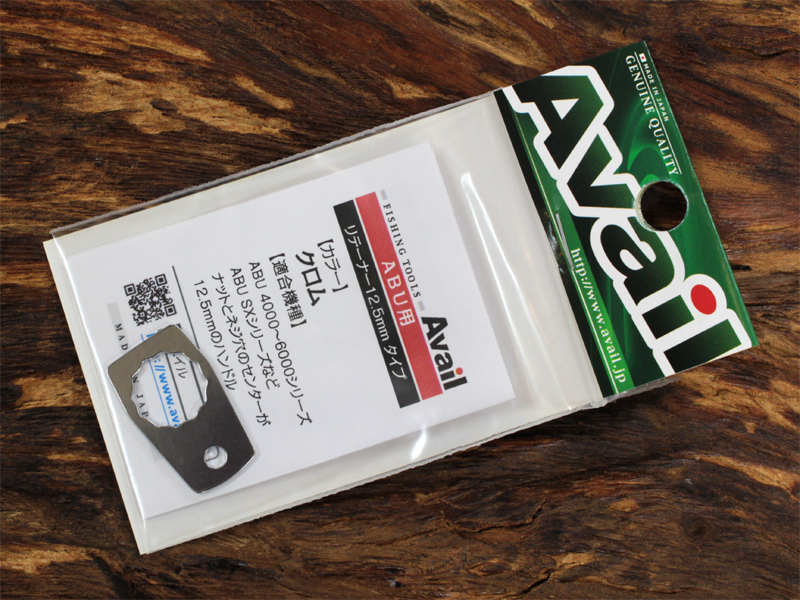 MADE IN JAPAN
GENUINE QUALITY
Avail
http://www.avail.jp
FISHING TOOLS Avail
ABU用
リテーナー12.5mm タイプ
【カラー】
クロム
【適合機種】
ABU 4000~6000シリーズ
ABU SXシリーズなど
ナットとネジ穴のセンターが
12.5mmのハンドル